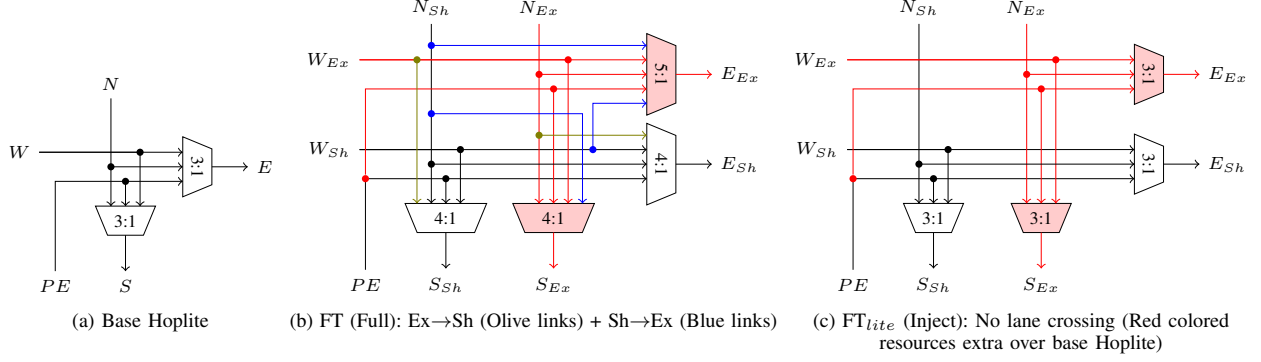 N
W
3:1
E
3:1
PE
S
(a) Base Hoplite
N_{Sh}
N_{Ex}
W_{Ex}
5:1
E_{Ex}
W_{Sh}
4:1
E_{Sh}
4:1
4:1
PE
S_{Sh}
S_{Ex}
(b) FT (Full): Ex→Sh (Olive links) + Sh→Ex (Blue links)
N_{Sh}
N_{Ex}
W_{Ex}
3:1
E_{Ex}
W_{Sh}
3:1
E_{Sh}
3:1
3:1
PE
S_{Sh}
S_{Ex}
(c) FT_{lite} (Inject): No lane crossing (Red colored
resources extra over base Hoplite)